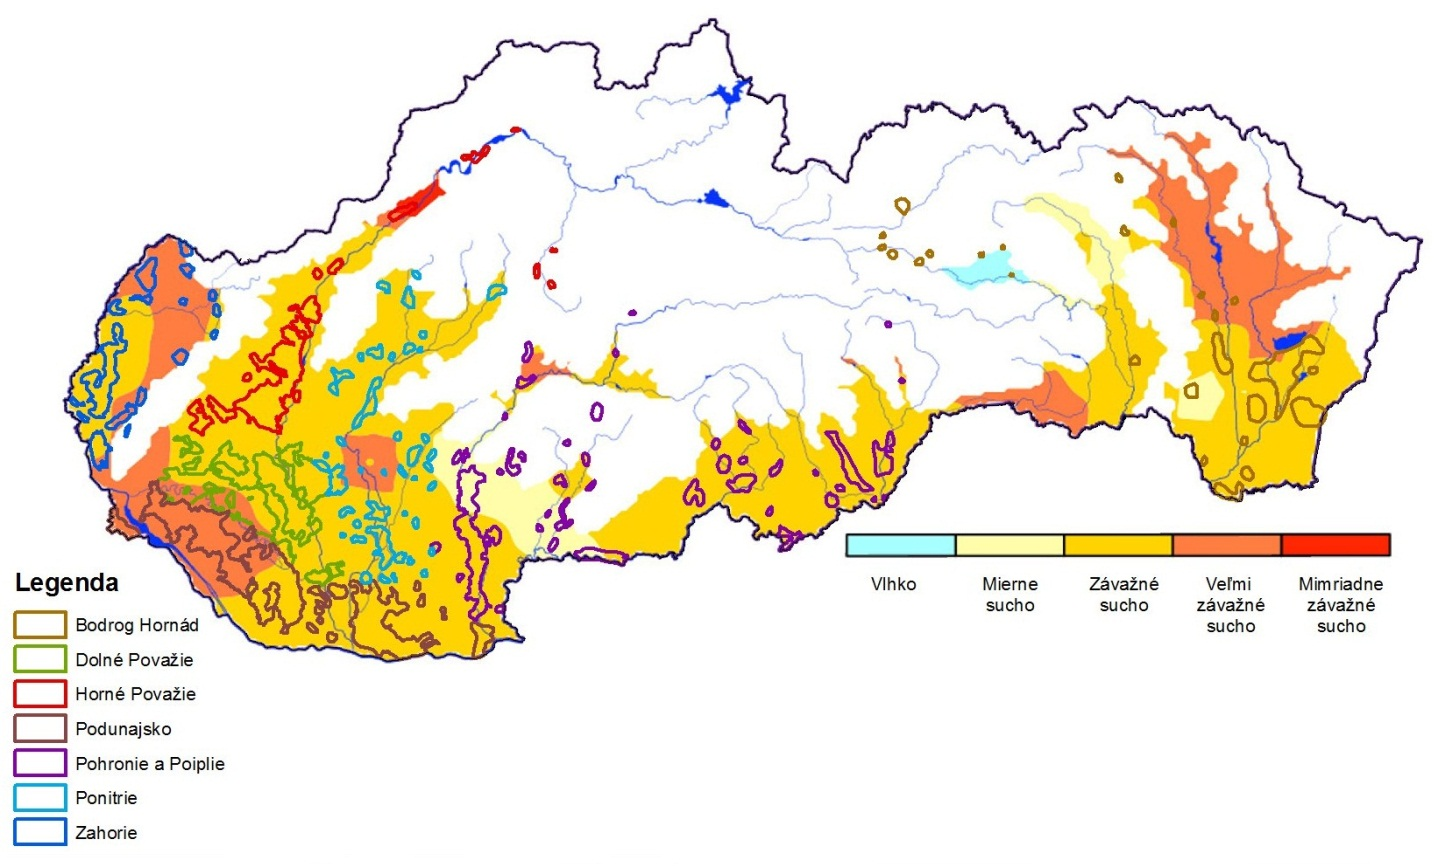 Vlhko
Mierne
sucho
Závažné
sucho
Veľmi
závažné
sucho
Mimriadne
závažné
sucho
Legenda
Bodrog Hornád
Dolné Považie
Horné Považie
Podunajsko
Pohronie a Poiplie
Ponitrie
Zahorie